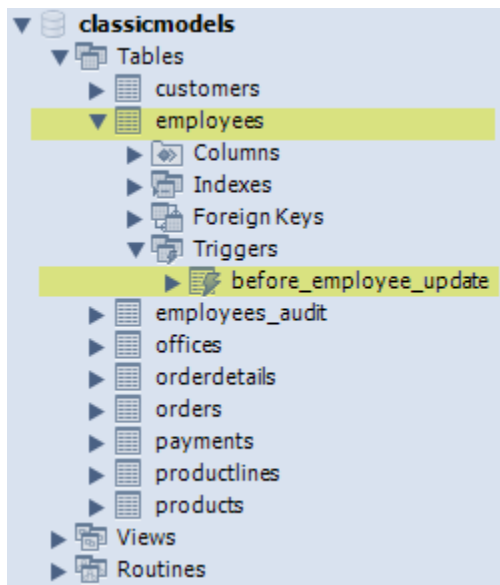 classicmodels
Tables
customers
employees
Columns
Indexes
Foreign Keys
Triggers
before_employee_update
employees_audit
offices
orderdetails
orders
payments
productlines
products
Views
Routines